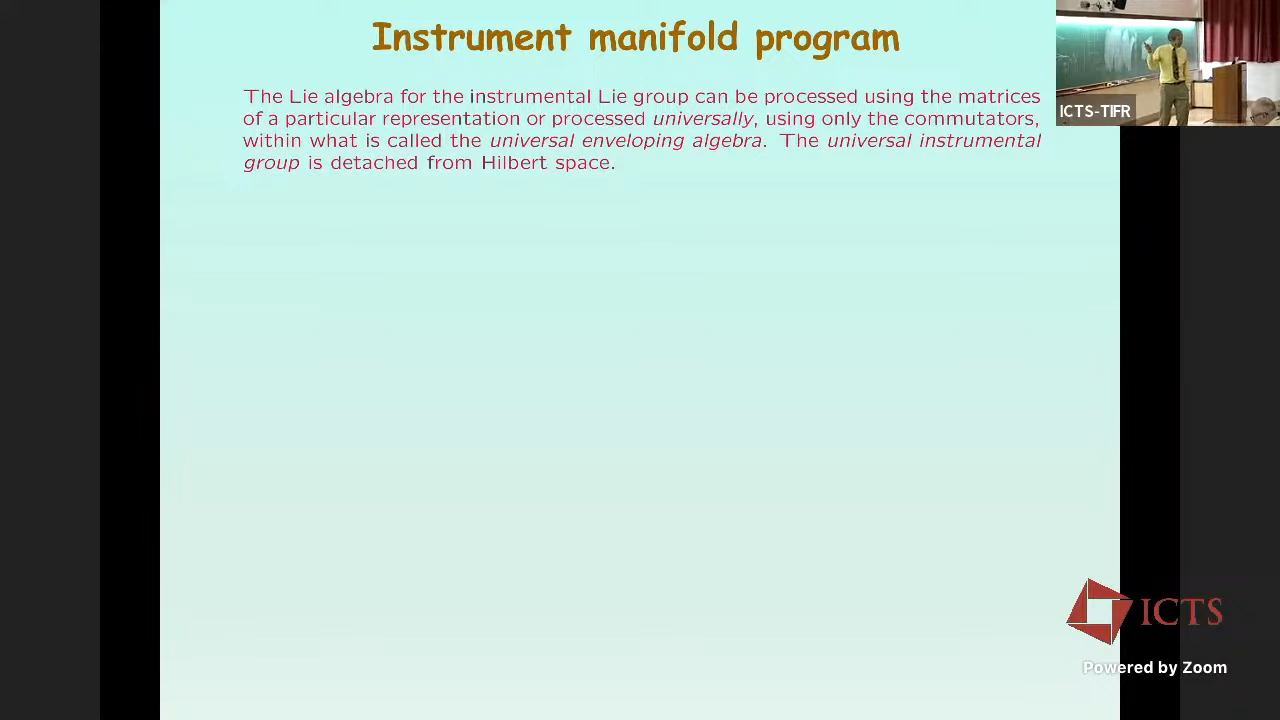 Instrument manifold program
The Lie algebra for the instrumental Lie group can be processed using the matrices
of a particular representation or processed universally, using only the commutators,
within what is called the universal enveloping algebra. The universal instrumental
group is detached from Hilbert space.
ICTS-TIFR
ICTS
Powered by Zoom